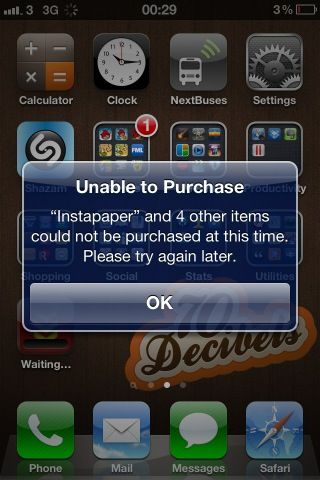 3 3G 00:29 3%
Calculator Clock NextBuses Settings
1
Shazam Productivity
Unable to Purchase
“Instapaper” and 4 other items
could not be purchased at this time.
Please try again later.
Shopping Social Stats Utilities
OK
70
Decibels
Waiting...
Phone Mail Messages Safari